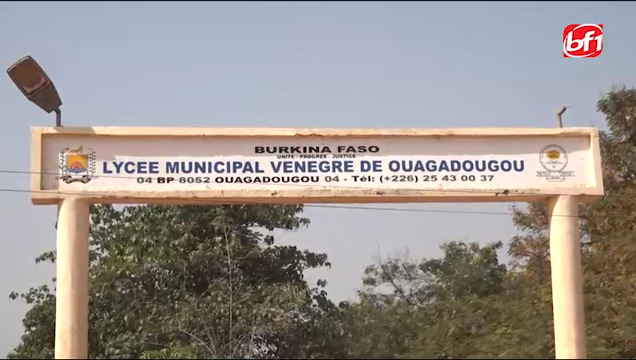 bf1
BURKINA FASO
UNITE - PROGRES - JUSTICE
LYCEE MUNICIPAL VENEGRE DE OUAGADOUGOU
04 BP 8052 OUAGADOUGOU 04 - Tél: (+226) 25 43 00 37